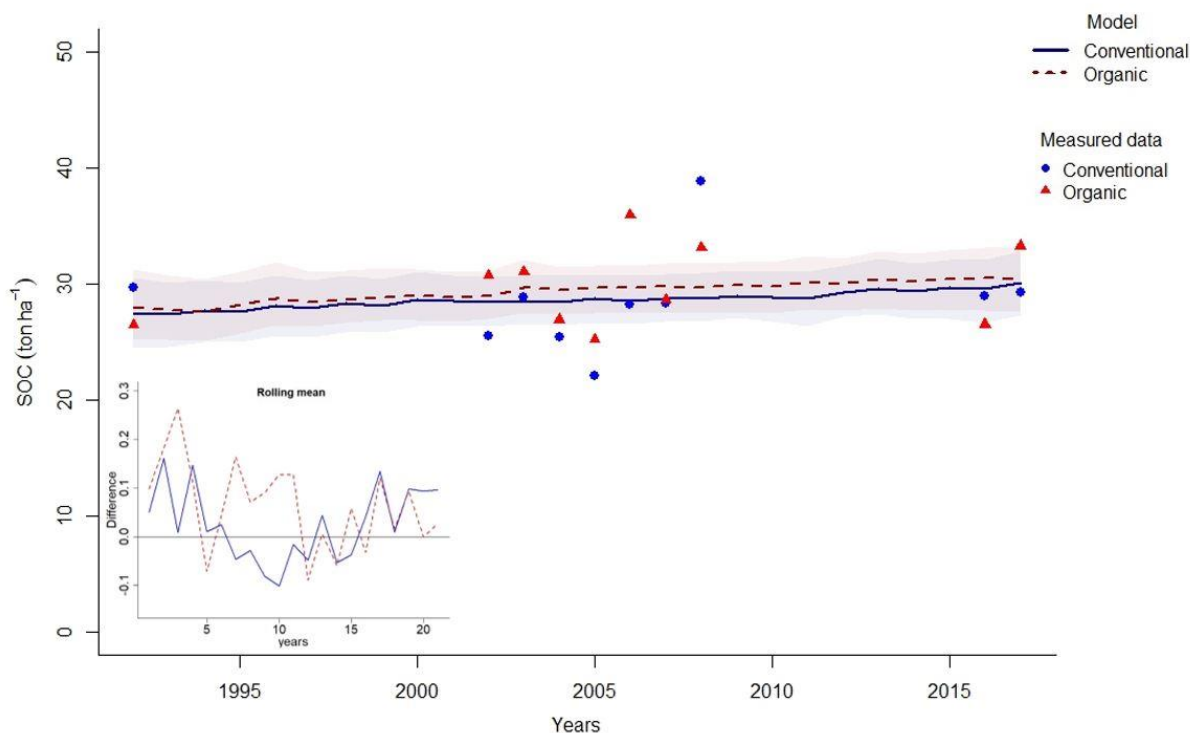 Model
Conventional
Organic
Measured data
Conventional
Organic
SOC (ton ha⁻¹)
50
40
30
20
10
0
Rolling mean
Difference
0.3
0.2
0.1
0.0
-0.1
5
10
15
20
years
1995
2000
2005
2010
2015
Years